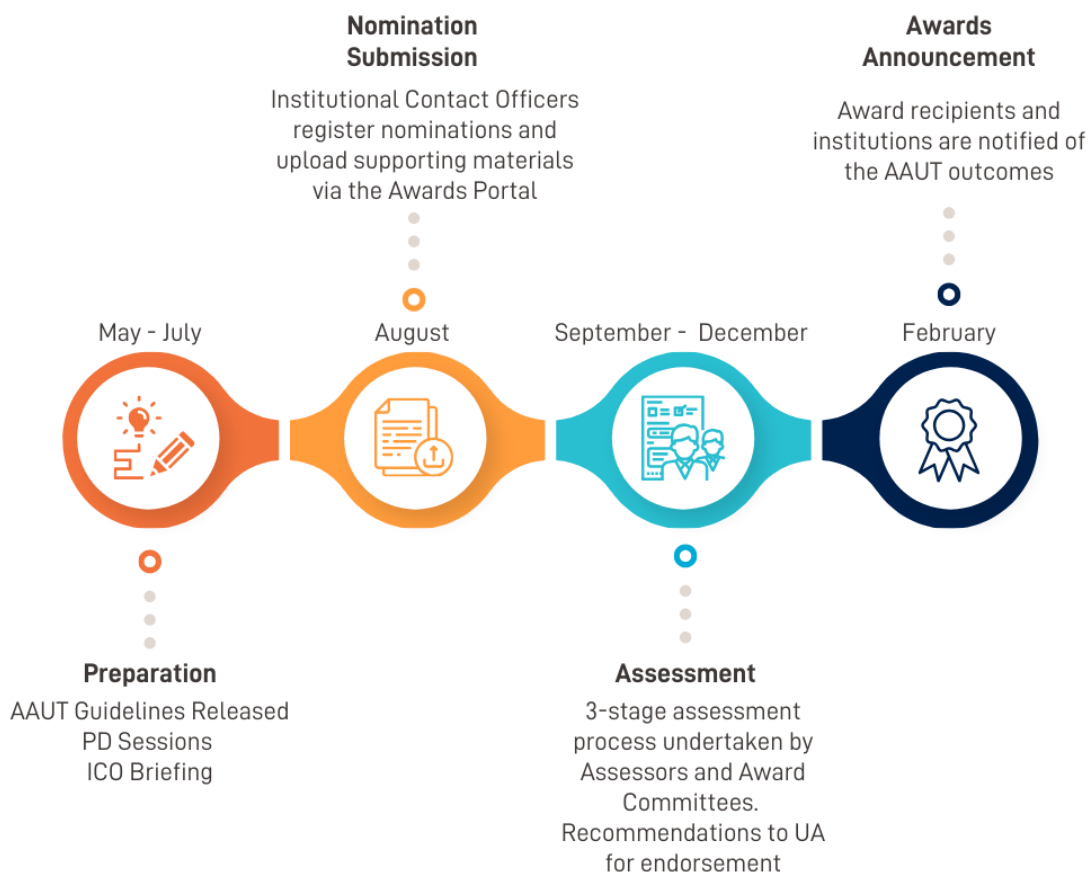 Nomination
Submission
Institutional Contact Officers
register nominations and
upload supporting materials
via the Awards Portal
Awards
Announcement
Award recipients and
institutions are notified of
the AAUT outcomes
May - July
August
September - December
February
Preparation
AAUT Guidelines Released
PD Sessions
ICO Briefing
Assessment
3-stage assessment
process undertaken by
Assessors and Award
Committees.
Recommendations to UA
for endorsement